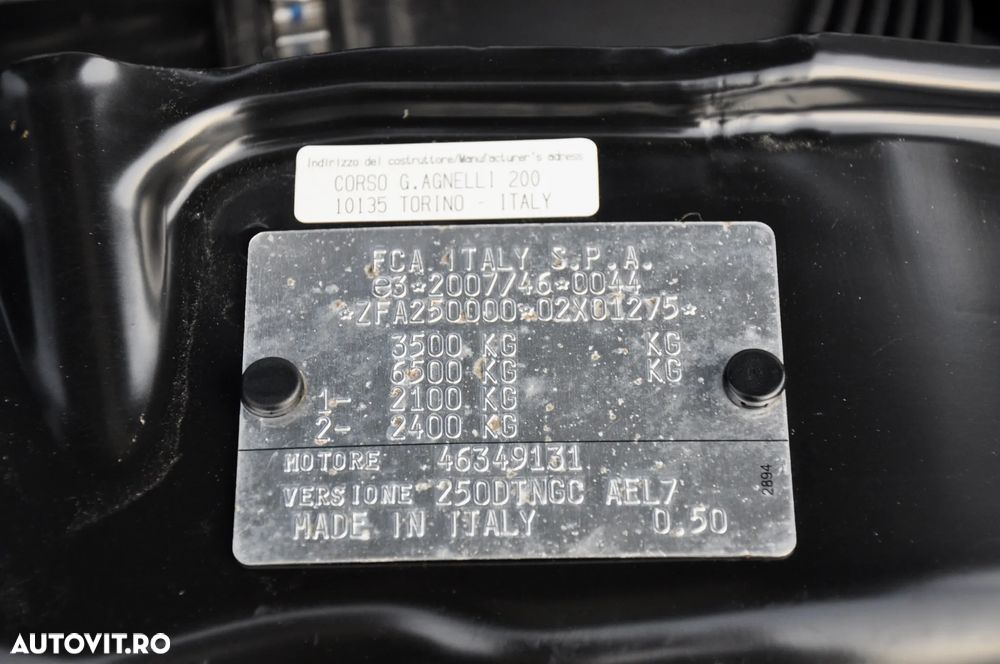 Indirizzo del costruttore/Manufacturer's adress
CORSO G.AGNELLI 200
10135 TORINO - ITALY
FCA ITALY S.P.A.
e3*2007/46*0044
*ZFA250000*02X01275*
3500 KG KG
6500 KG KG
1- 2100 KG
2- 2400 KG
MOTORE 46349131
VERSIONE 250DTNGC AEL7
MADE IN ITALY 0.50
2894
AUTOVIT.RO